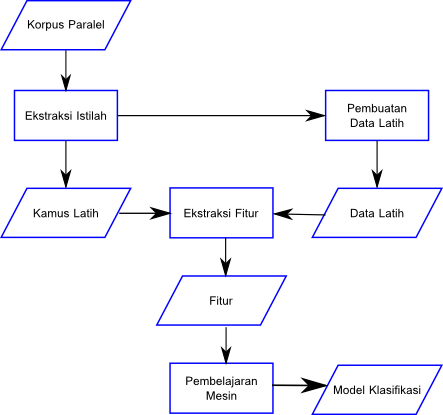 Korpus Paralel
Ekstraksi Istilah
Pembuatan
Data Latih
Kamus Latih
Ekstraksi Fitur
Data Latih
Fitur
Pembelajaran
Mesin
Model Klasifikasi